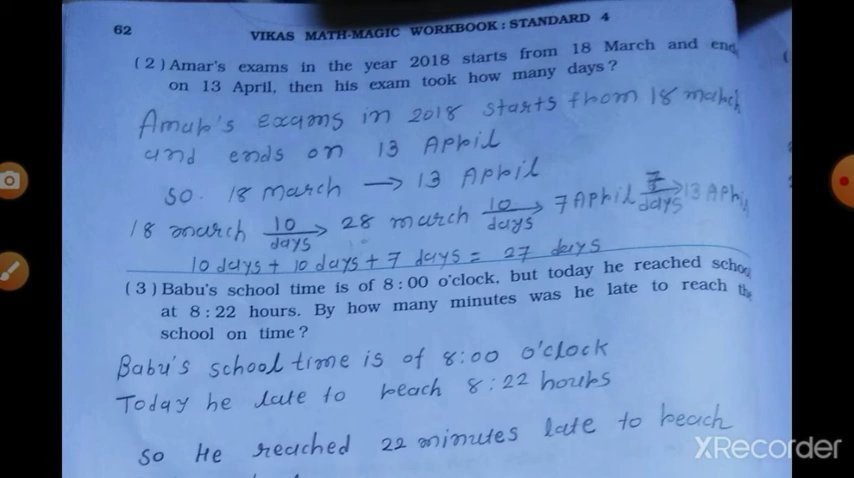 62
VIKAS MATH-MAGIC WORKBOOK : STANDARD 4
(2) Amar's exams in the year 2018 starts from 18 March and end
on 13 April, then his exam took how many days ?
Amar's exams in 2018 starts from 18 march
and ends on 13 April
so. 18 march → 13 April
18 march 10 days → 28 march 10 days → 7 April 7 days → 13 April
10 days + 10 days + 7 days = 27 days
(3) Babu's school time is of 8 : 00 o'clock, but today he reached schoo
at 8 : 22 hours. By how many minutes was he late to reach the
school on time ?
Babu's school time is of 8:00 o'clock
Today he late to reach 8:22 hours
so He reached 22 minutes late to reach
XRecorder